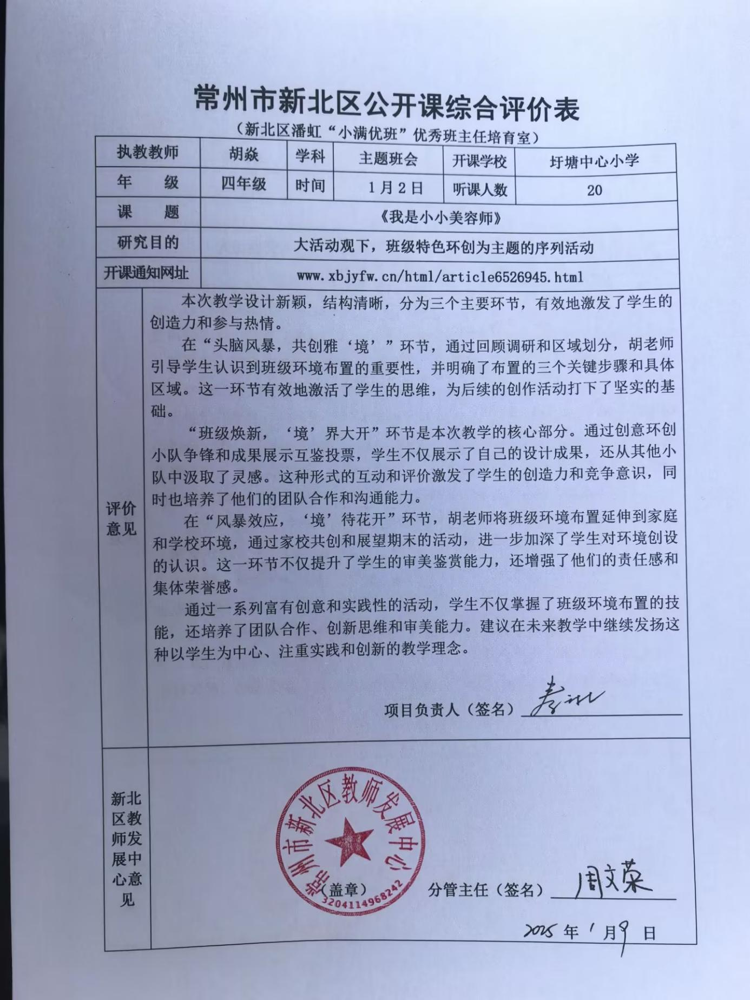 常州市新北区公开课综合评价表
（新北区潘虹“小满优班”优秀班主任培育室）
执教教师 胡焱 学科 主题班会 开课学校 圩塘中心小学
年 级 四年级 时间 1月2日 听课人数 20
课 题 《我是小小美容师》
研究目的 大活动观下，班级特色环创为主题的序列活动
开课通知网址 www.xbjyfw.cn/html/article6526945.html
评价
意见
本次教学设计新颖，结构清晰，分为三个主要环节，有效地激发了学生的
创造力和参与热情。
在“头脑风暴，共创雅‘境’”环节，通过回顾调研和区域划分，胡老师
引导学生认识到班级环境布置的重要性，并明确了布置的三个关键步骤和具体
区域。这一环节有效地激活了学生的思维，为后续的创作活动打下了坚实的基
础。
“班级焕新，‘境’界大开”环节是本次教学的核心部分。通过创意环创
小队争锋和成果展示互鉴投票，学生不仅展示了自己的设计成果，还从其他小
队中汲取了灵感。这种形式的互动和评价激发了学生的创造力和竞争意识，同
时也培养了他们的团队合作和沟通能力。
在“风暴效应，‘境’待花开”环节，胡老师将班级环境布置延伸到家庭
和学校环境，通过家校共创和展望期末的活动，进一步加深了学生对环境创设
的认识。这一环节不仅提升了学生的审美鉴赏能力，还增强了他们的责任感和
集体荣誉感。
通过一系列富有创意和实践性的活动，学生不仅掌握了班级环境布置的技
能，还培养了团队合作、创新思维和审美能力。建议在未来教学中继续发扬这
种以学生为中心、注重实践和创新的教学理念。
项目负责人（签名）
新北
区教
师发
展中
心意
见
常州市新北区教师发展中心
3204114968242
（盖章） 分管主任（签名）周文荣
2025年1月9日